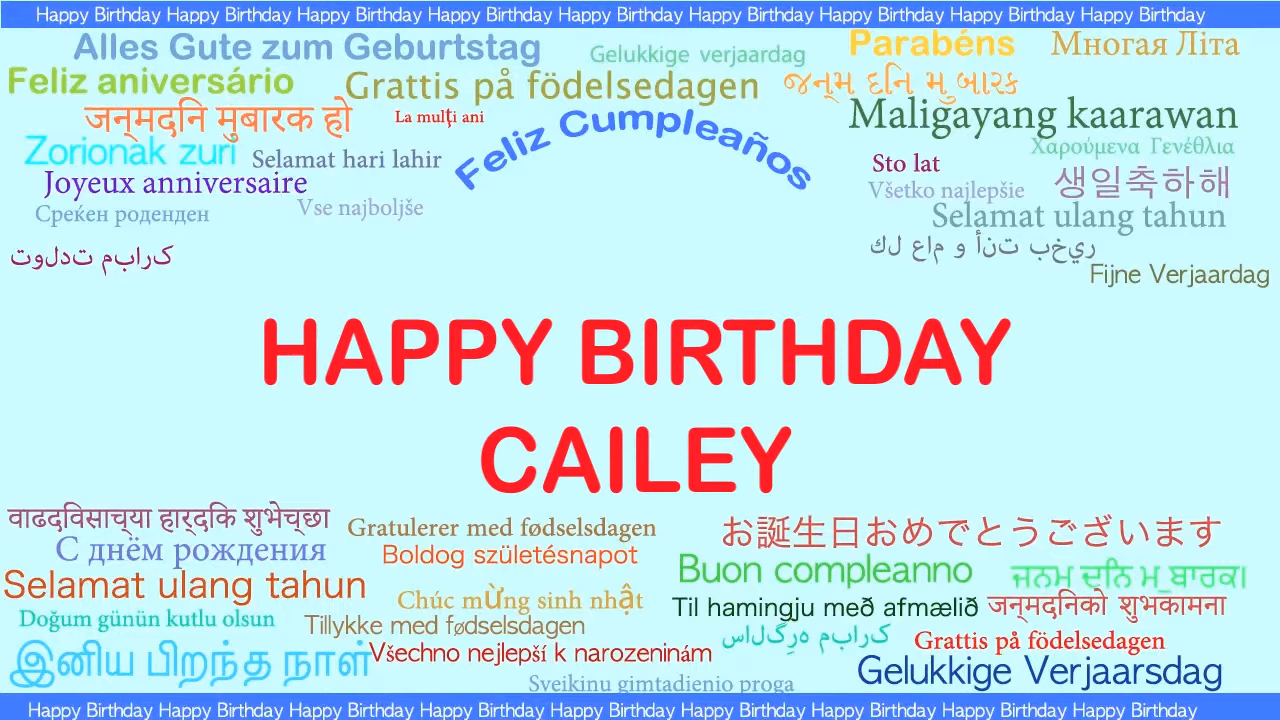 Happy Birthday Happy Birthday Happy Birthday Happy Birthday Happy Birthday Happy Birthday Happy Birthday Happy Birthday Happy Birthday
Alles Gute zum Geburtstag
Gelukkige verjaardag
Parabéns
Многая Літа
Feliz aniversário
Grattis på födelsedagen
જન્મ દિન મુબારક
जन्मदिन मुबारक हो
La mulţi ani
Feliz Cumpleaños
Maligayang kaarawan
Zorionak zuri
Selamat hari lahir
Χαρούμενα Γενέθλια
Sto lat
Joyeux anniversaire
Všetko najlepšie
생일축하해
Среќен роденден
Vse najboljše
Selamat ulang tahun
تولدت مبارک
كل عام و أنت بخير
Fijne Verjaardag
HAPPY BIRTHDAY
CAILEY
वाढदिवसाच्या हार्दिक शुभेच्छा
Gratulerer med fødselsdagen
お誕生日おめでとうございます
С днём рождения
Boldog születésnapot
Buon compleanno
ਜਨਮ ਦਿਨ ਮੁਬਾਰਕ।
Selamat ulang tahun
Chúc mừng sinh nhật
Til hamingju með afmælið
जन्मदिनको शुभकामना
Doğum günün kutlu olsun
Tillykke med fødselsdagen
سالگرہ مبارک
Grattis på födelsedagen
இனிய பிறந்த நாள்
Všechno nejlepší k narozeninám
Gelukkige Verjaarsdag
Sveikinu gimtadienio proga
Happy Birthday Happy Birthday Happy Birthday Happy Birthday Happy Birthday Happy Birthday Happy Birthday Happy Birthday Happy Birthday